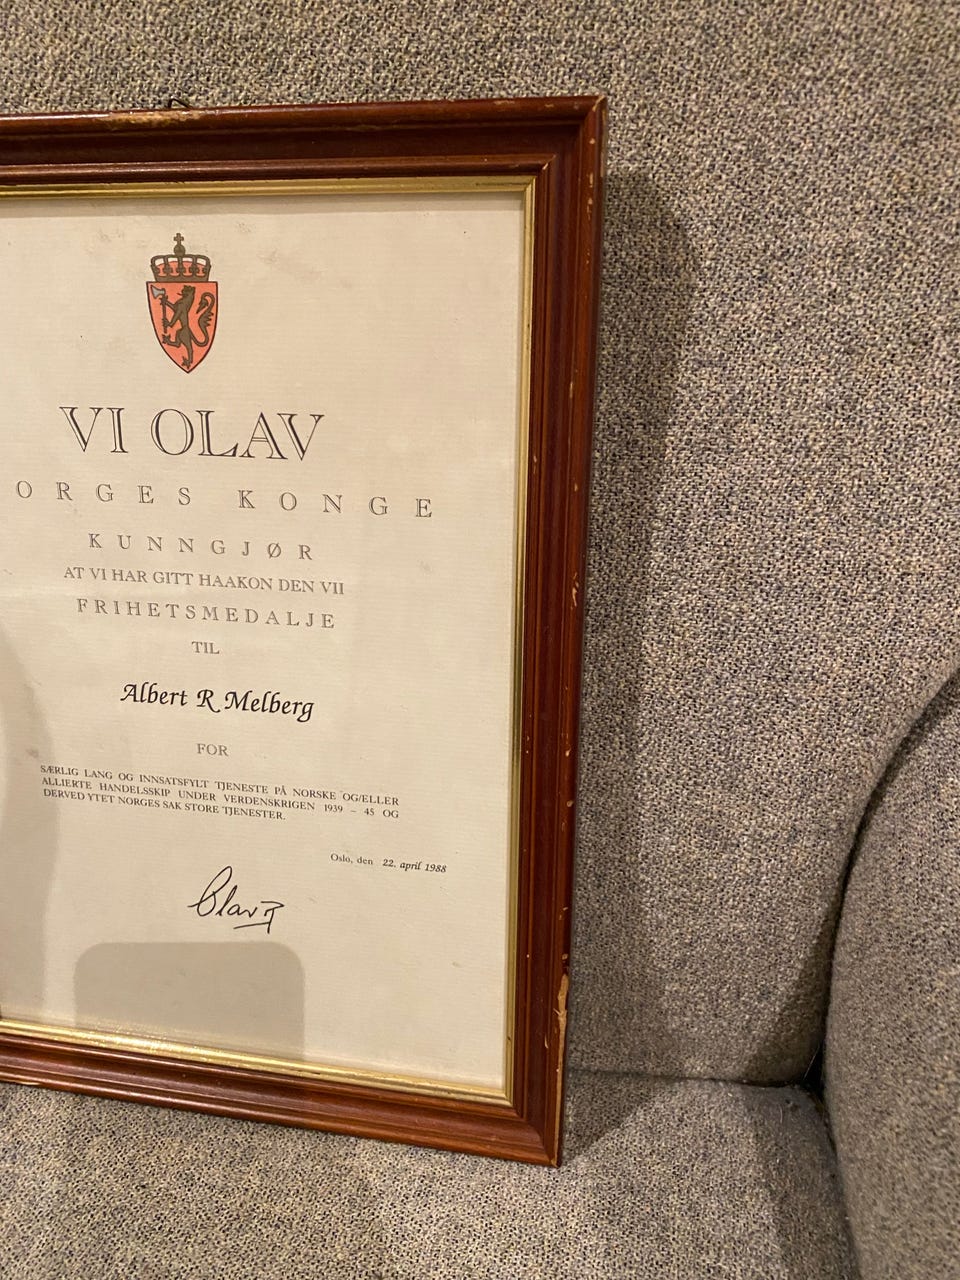 VI OLAV
ORGES KONGE
KUNNGJØR
AT VI HAR GITT HAAKON DEN VII
FRIHETSMEDALJE
TIL
Albert R. Melberg
FOR
SÆRLIG LANG OG INNSATSFYLT TJENESTE PÅ NORSKE OG/ELLER
ALLIERTE HANDELSSKIP UNDER VERDENSKRIGEN 1939 – 45 OG
DERVED YTET NORGES SAK STORE TJENESTER.
Oslo, den 22. april 1988
Olav R